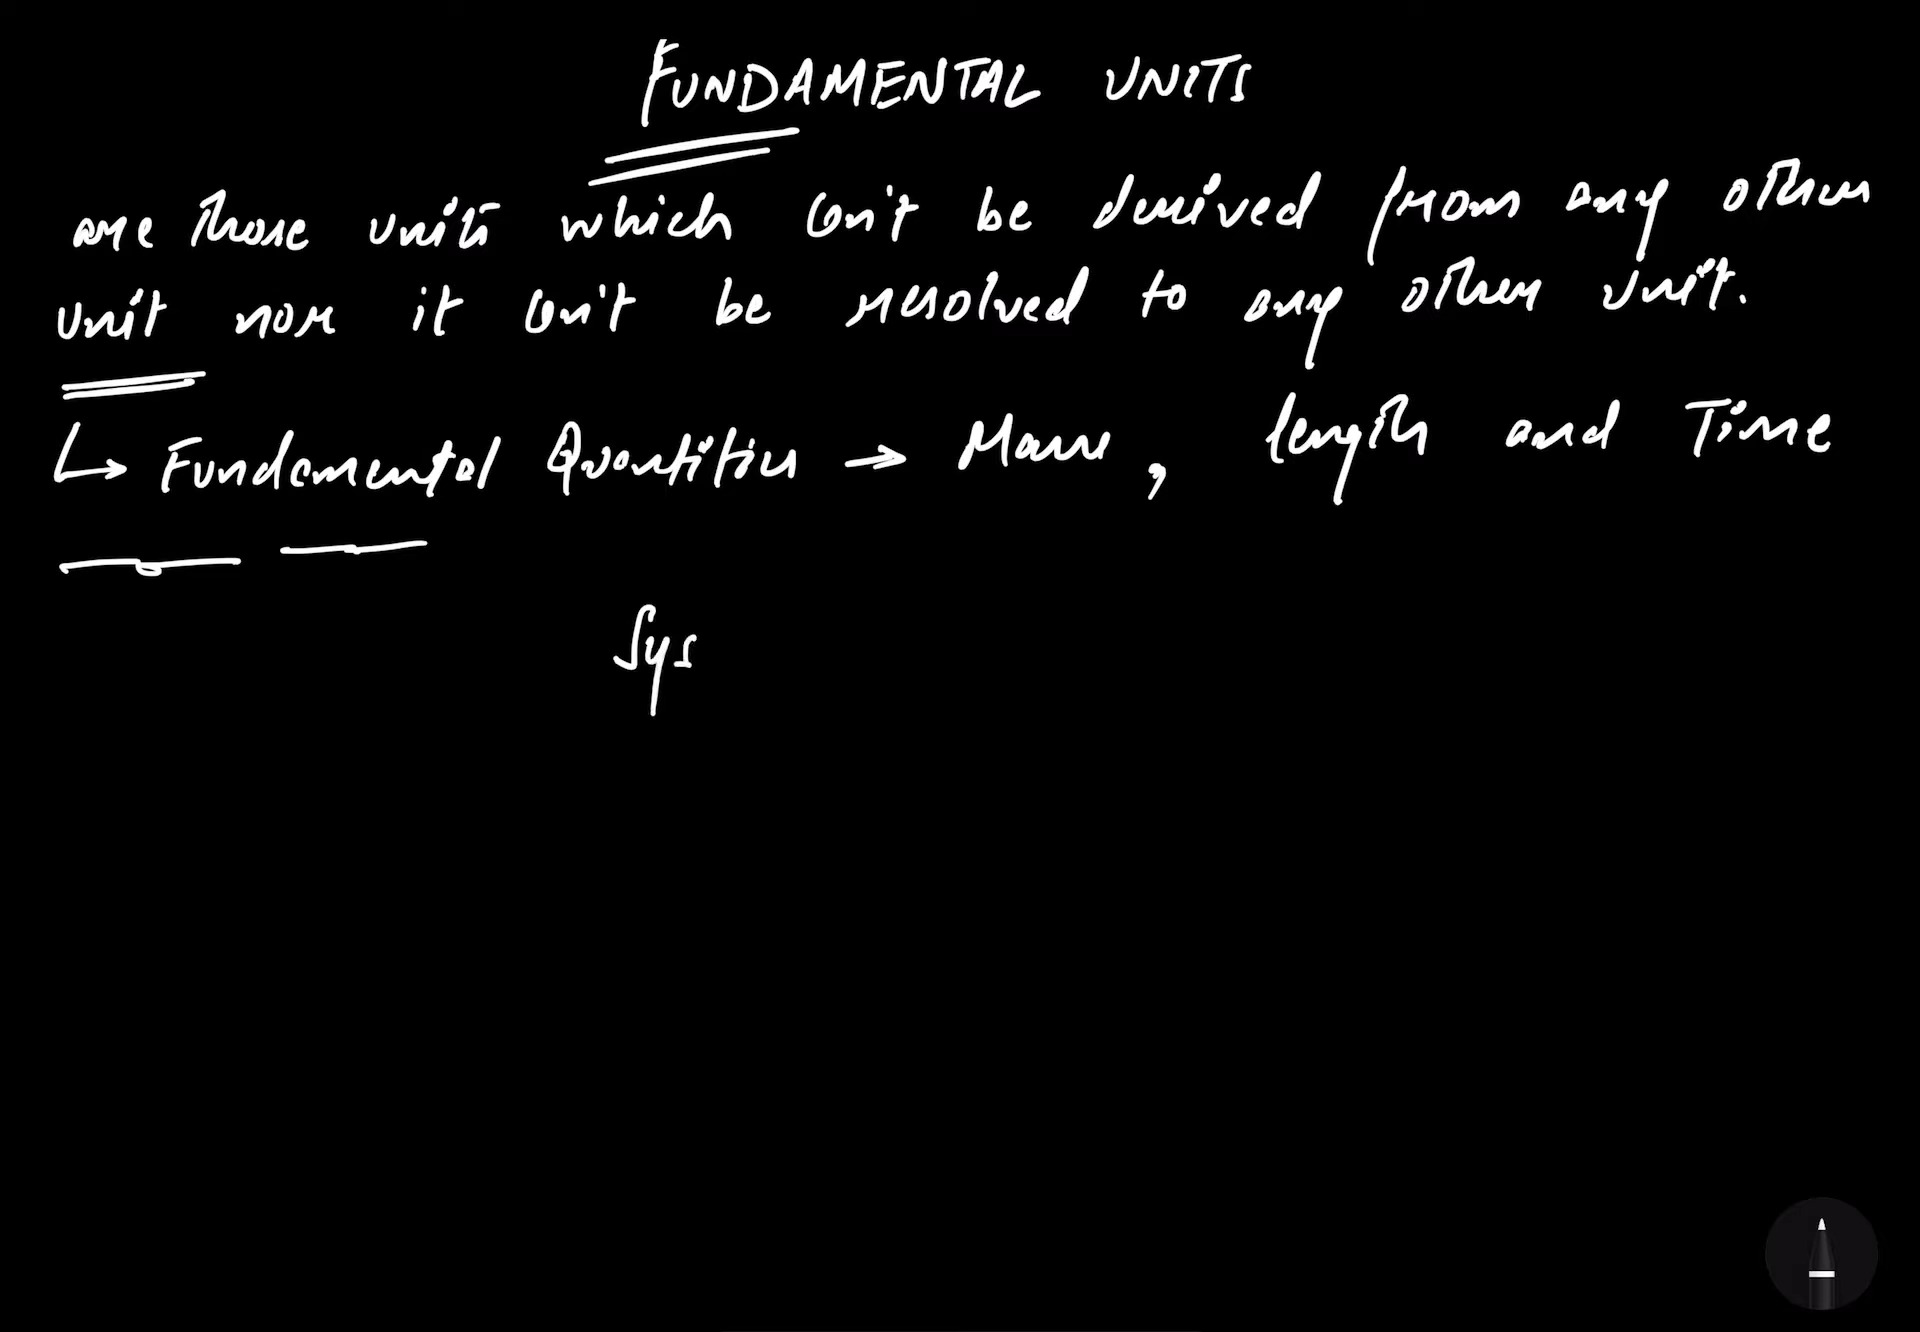 FUNDAMENTAL UNITS
are those units which can't be derived from any other
unit nor it can't be resolved to any other unit.
↳ Fundamental Quantities → Mass, length and Time
Sys